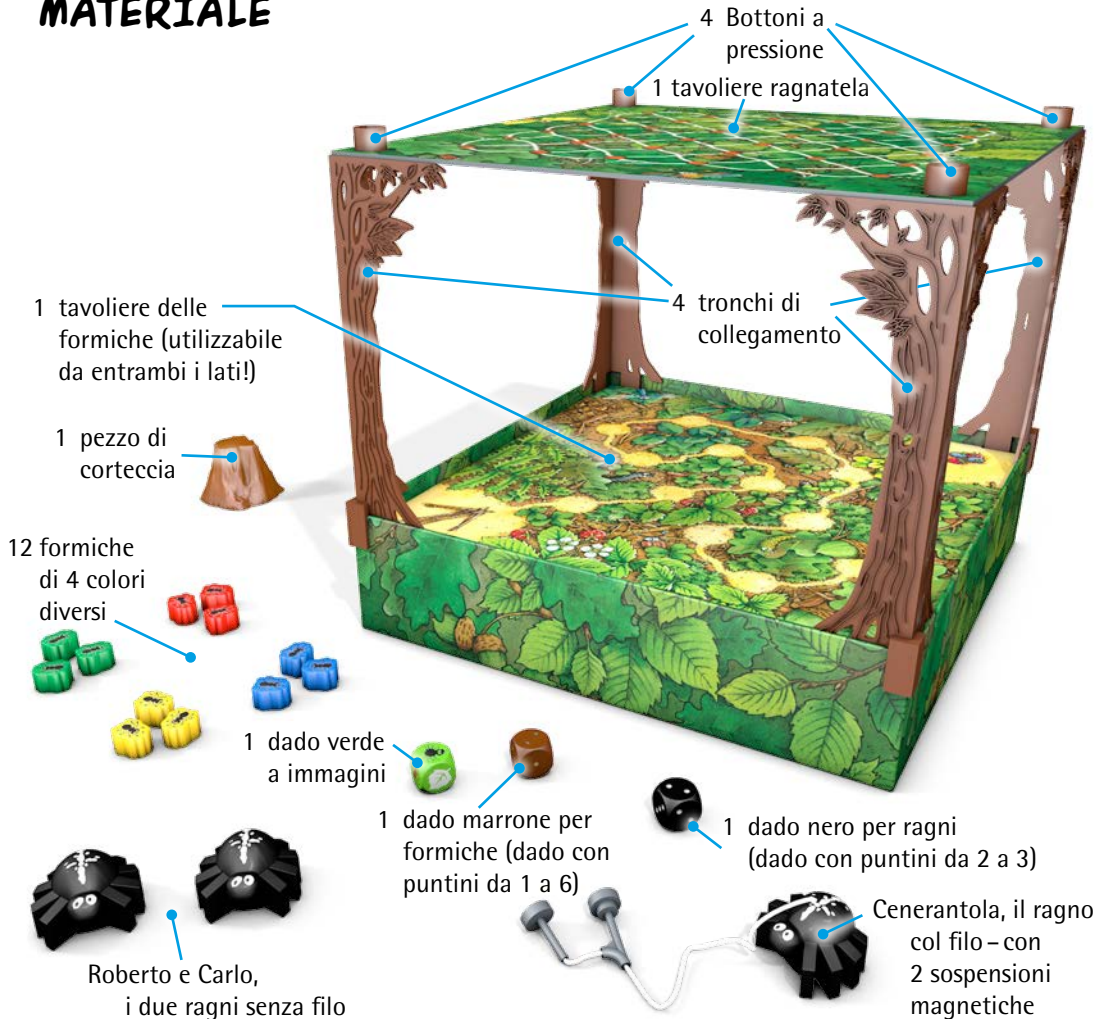 MATERIALE
4 Bottoni a
pressione
1 tavoliere ragnatela
1 tavoliere delle
formiche (utilizzabile
da entrambi i lati!)
4 tronchi di
collegamento
1 pezzo di
corteccia
12 formiche
di 4 colori
diversi
1 dado verde
a immagini
1 dado marrone per
formiche (dado con
puntini da 1 a 6)
1 dado nero per ragni
(dado con puntini da 2 a 3)
Roberto e Carlo,
i due ragni senza filo
Cenerantola, il ragno
col filo – con
2 sospensioni
magnetiche